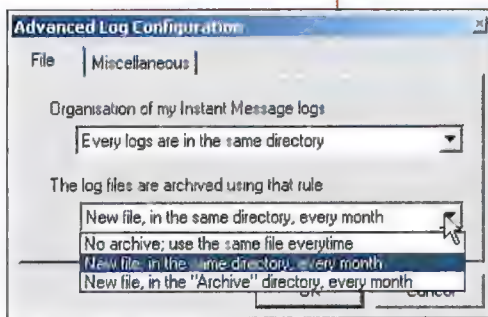 Advanced Log Configuration
File Miscellaneous
Organisation of my Instant Message logs
Every logs are in the same directory
The log files are archived using that rule
New file, in the same directory, every month
No archive; use the same file everytime
New file, in the same directory, every month
New file, in the "Archive" directory, every month
OK Cancel